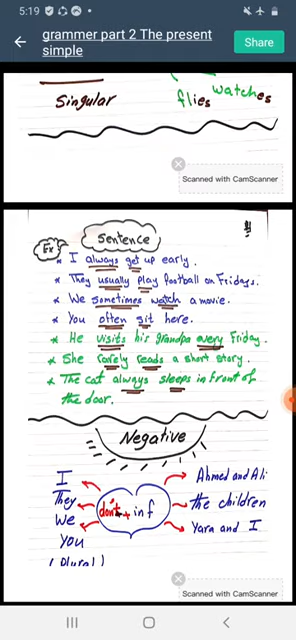 5:19
grammer part 2 The present
simple
Share
Singular
flies watches
Scanned with CamScanner
Ex
Sentence
* I always get up early.
* They usually play football on Fridays.
* We sometimes watch a movie.
* You often sit here.
* He visits his grandpa every Friday.
* She rarely reads a short story.
* The cat always sleeps in front of
the door.
Negative
I
They
We
You
(Plural)
don't + inf
Ahmed and Ali
the children
Yara and I
Scanned with CamScanner